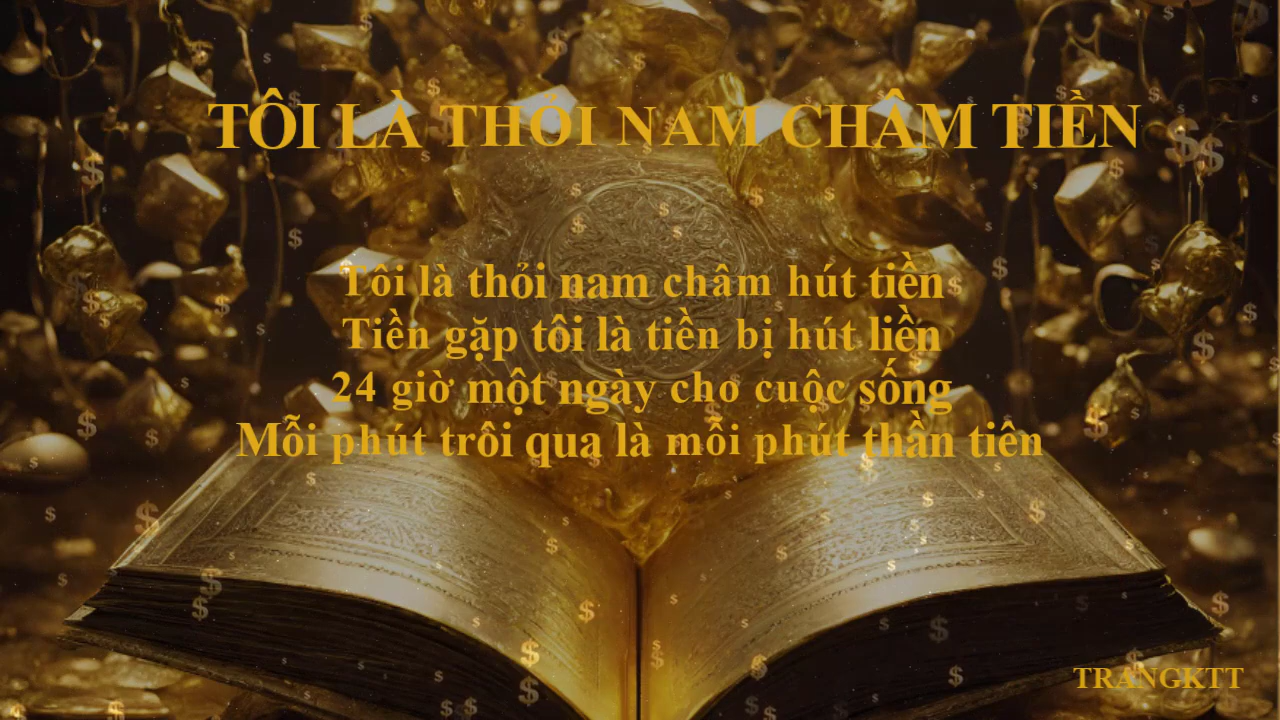 TÔI LÀ THỎI NAM CHÂM TIỀN
Tôi là thỏi nam châm hút tiền
Tiền gặp tôi là tiền bị hút liền
24 giờ một ngày cho cuộc sống
Mỗi phút trôi qua là mỗi phút thần tiên
TRANGKTT